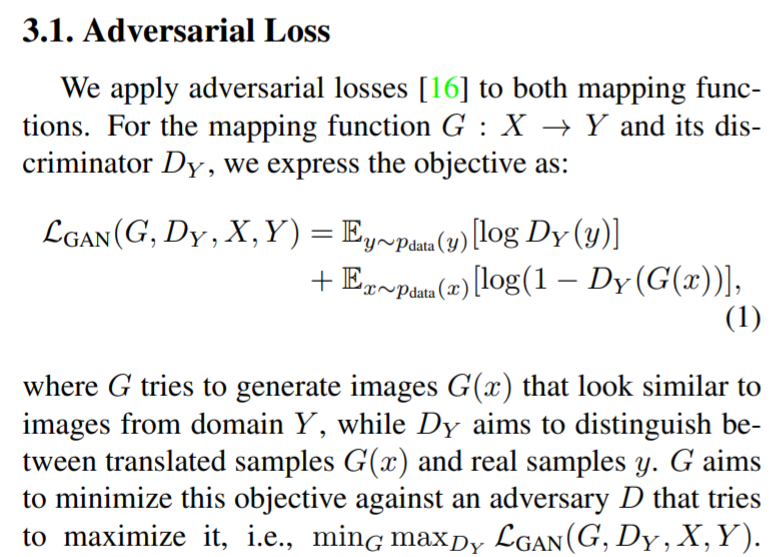 3.1. Adversarial Loss
We apply adversarial losses [16] to both mapping func-
tions. For the mapping function G : X → Y and its dis-
criminator D_Y, we express the objective as:
ℒ_GAN(G, D_Y, X, Y) = 𝔼_{y∼p_data(y)}[log D_Y(y)]
+ 𝔼_{x∼p_data(x)}[log(1 − D_Y(G(x))],
(1)
where G tries to generate images G(x) that look similar to
images from domain Y, while D_Y aims to distinguish be-
tween translated samples G(x) and real samples y. G aims
to minimize this objective against an adversary D that tries
to maximize it, i.e., min_G max_{D_Y} ℒ_GAN(G, D_Y, X, Y).